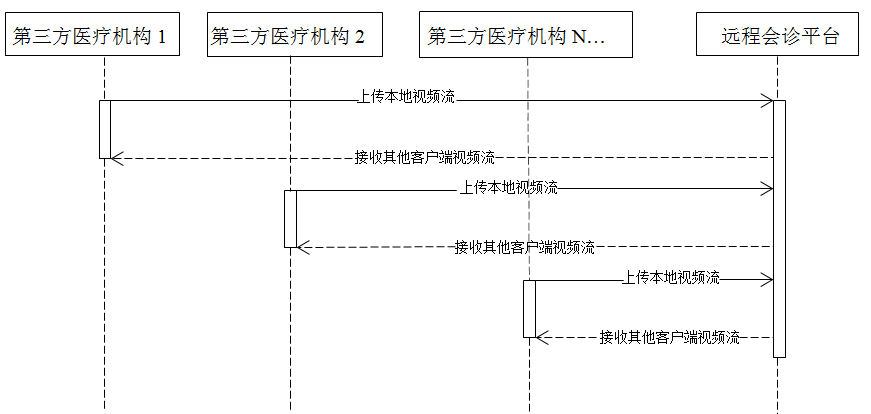 第三方医疗机构 1
第三方医疗机构 2
第三方医疗机构 N...
远程会诊平台
上传本地视频流
接收其他客户端视频流
上传本地视频流
接收其他客户端视频流
上传本地视频流
接收其他客户端视频流